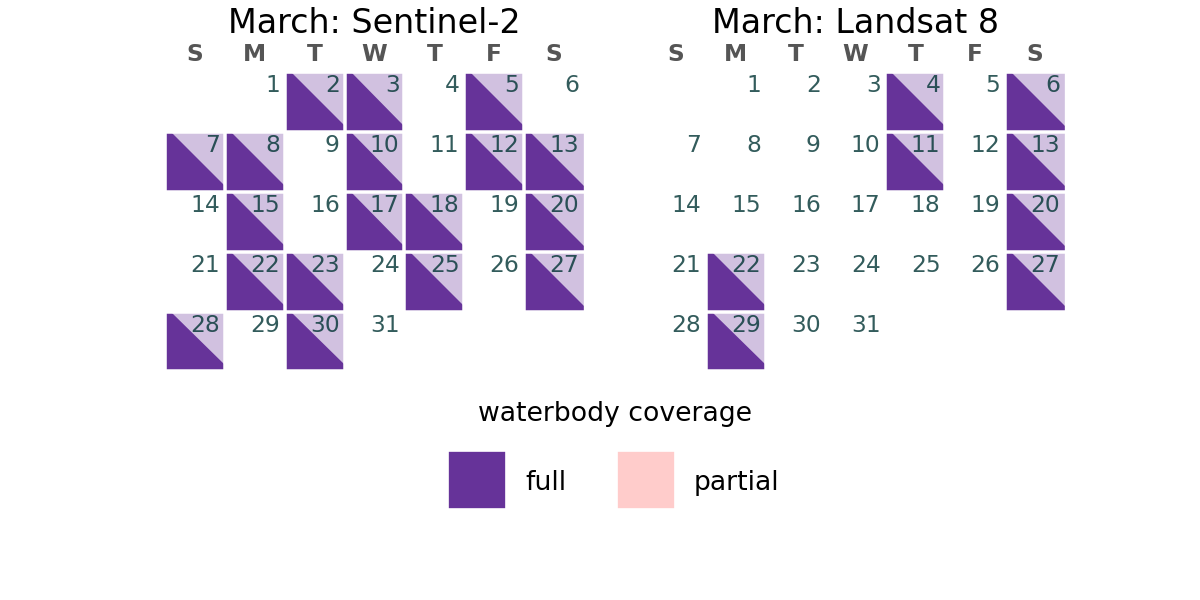 March: Sentinel-2
S M T W T F S
1 2 3 4 5 6
7 8 9 10 11 12 13
14 15 16 17 18 19 20
21 22 23 24 25 26 27
28 29 30 31
March: Landsat 8
S M T W T F S
1 2 3 4 5 6
7 8 9 10 11 12 13
14 15 16 17 18 19 20
21 22 23 24 25 26 27
28 29 30 31
waterbody coverage
full partial